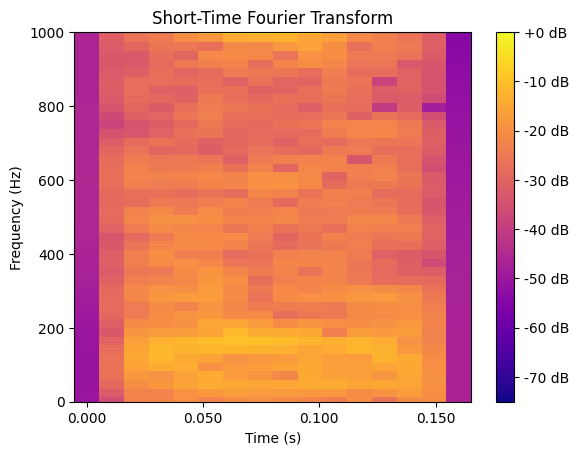 Short-Time Fourier Transform
Frequency (Hz)
1000
800
600
400
200
0
0.000
0.050
0.100
0.150
Time (s)
+0 dB
-10 dB
-20 dB
-30 dB
-40 dB
-50 dB
-60 dB
-70 dB